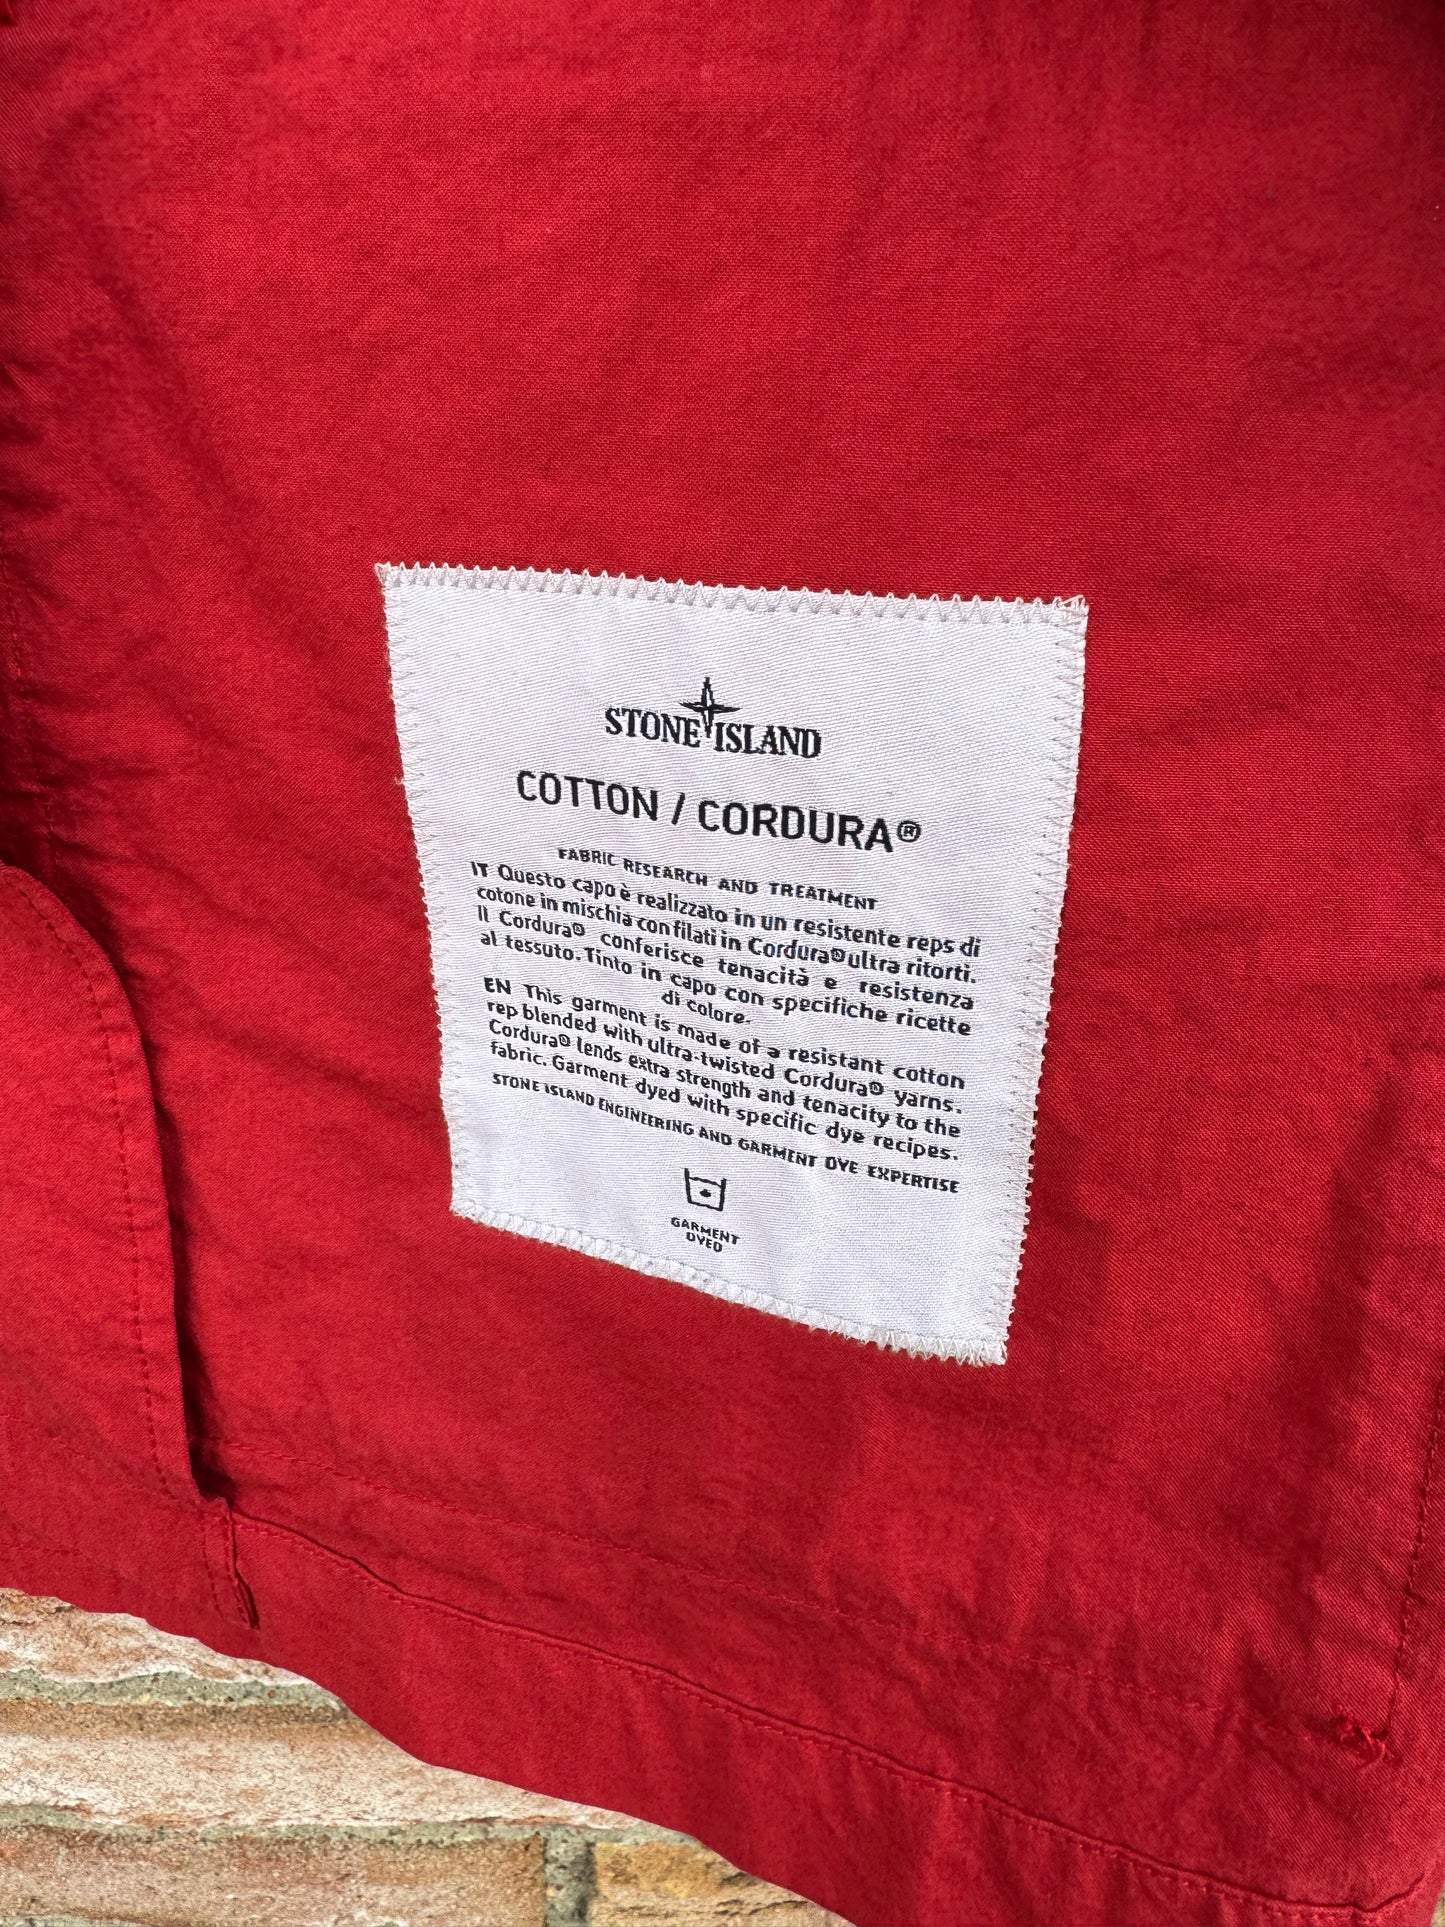 STONE ISLAND
COTTON / CORDURA®
FABRIC RESEARCH AND TREATMENT
IT Questo capo è realizzato in un resistente reps di
cotone in mischia con filati in Cordura® ultra ritorti.
Il Cordura® conferisce tenacità e resistenza
al tessuto. Tinto in capo con specifiche ricette
di colore.
EN This garment is made of a resistant cotton
rep blended with ultra-twisted Cordura® yarns.
Cordura® lends extra strength and tenacity to the
fabric. Garment dyed with specific dye recipes.
STONE ISLAND ENGINEERING AND GARMENT DYE EXPERTISE
GARMENT
DYED